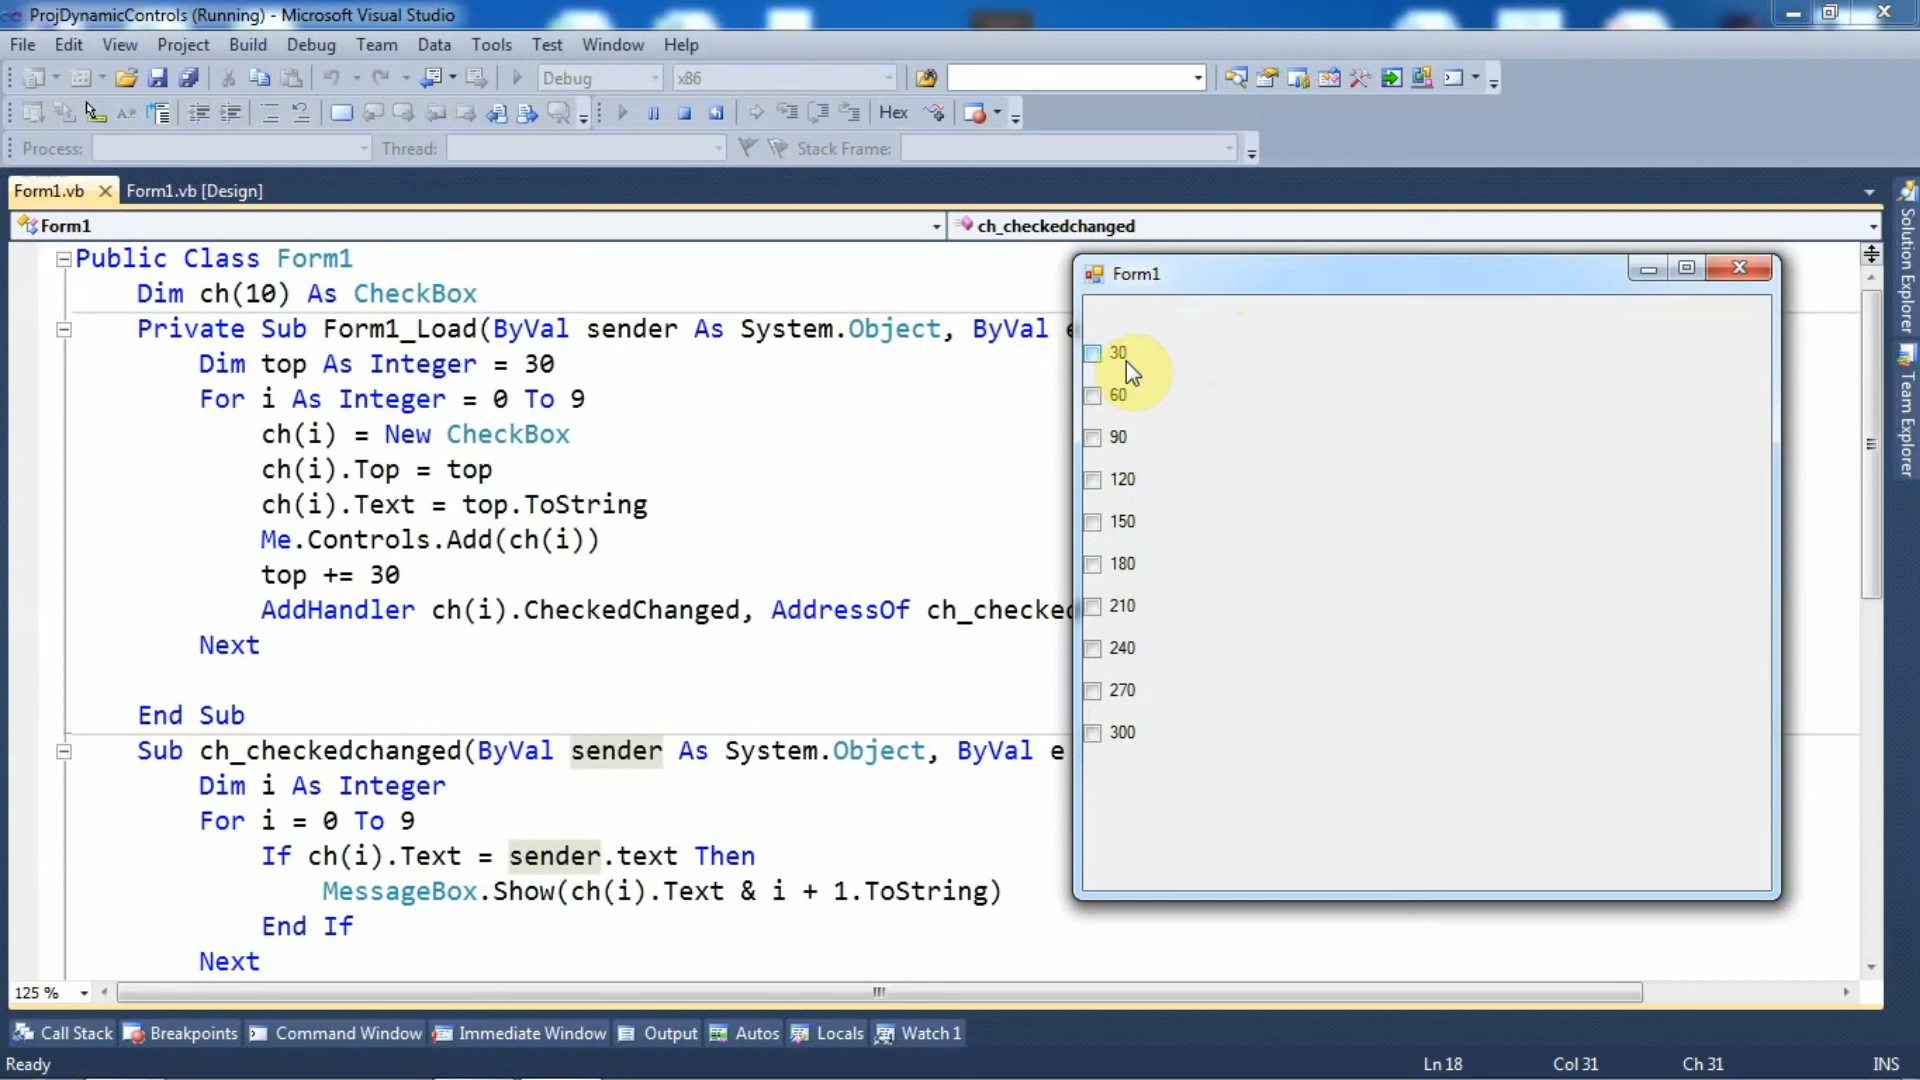 ProjDynamicControls (Running) - Microsoft Visual Studio
File Edit View Project Build Debug Team Data Tools Test Window Help
Debug x86
Hex
Process: Thread: Stack Frame:
Form1.vb Form1.vb [Design]
Form1 ch_checkedchanged
Public Class Form1
Dim ch(10) As CheckBox
Private Sub Form1_Load(ByVal sender As System.Object, ByVal e
Dim top As Integer = 30
For i As Integer = 0 To 9
ch(i) = New CheckBox
ch(i).Top = top
ch(i).Text = top.ToString
Me.Controls.Add(ch(i))
top += 30
AddHandler ch(i).CheckedChanged, AddressOf ch_checked
Next
End Sub
Sub ch_checkedchanged(ByVal sender As System.Object, ByVal e
Dim i As Integer
For i = 0 To 9
If ch(i).Text = sender.text Then
MessageBox.Show(ch(i).Text & i + 1.ToString)
End If
Next
Form1
30
60
90
120
150
180
210
240
270
300
Solution Explorer
Team Explorer
125 %
Call Stack Breakpoints Command Window Immediate Window Output Autos Locals Watch 1
Ready Ln 18 Col 31 Ch 31 INS